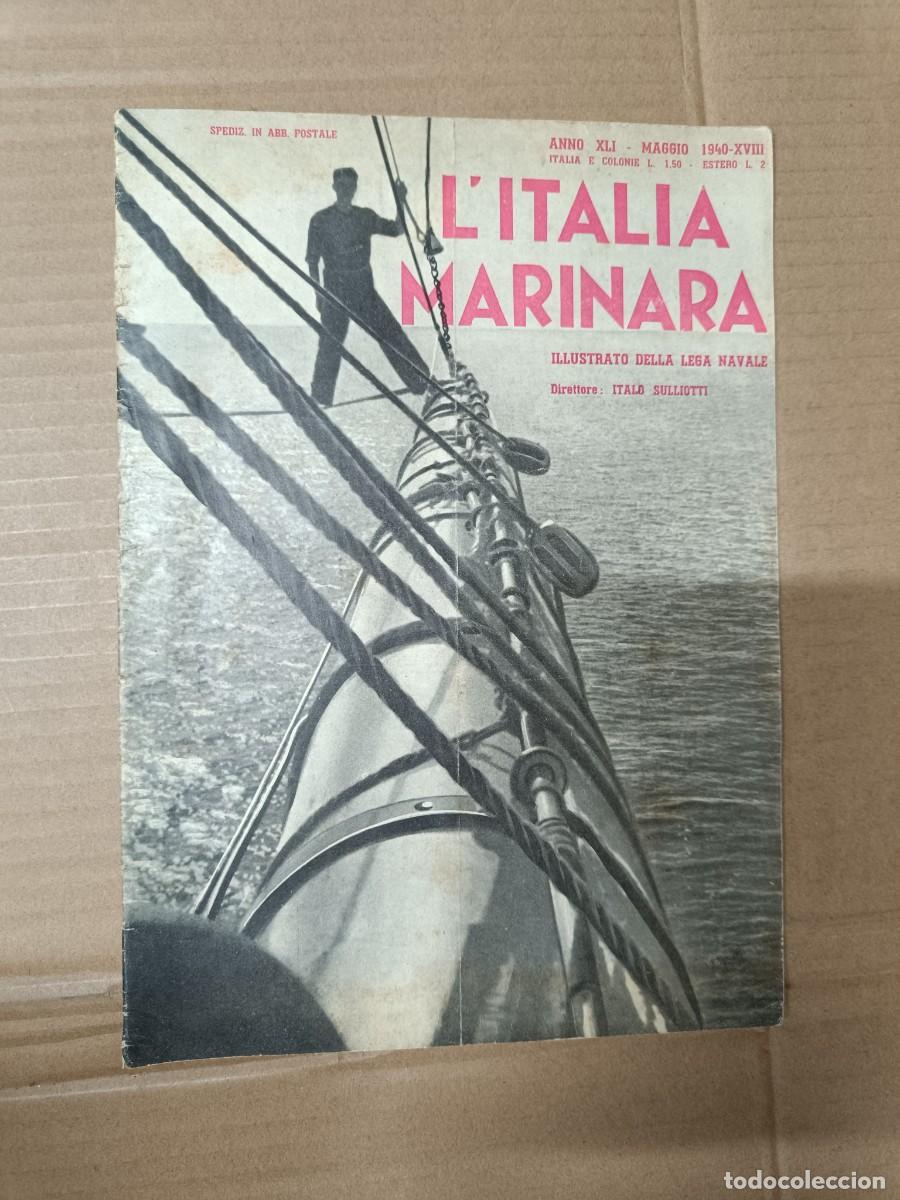 SPEDIZ. IN ABB. POSTALE
ANNO XLI - MAGGIO 1940-XVIII
ITALIA E COLONIE L. 1.50 - ESTERO L. 2
L'ITALIA
MARINARA
ILLUSTRATO DELLA LEGA NAVALE
Direttore: ITALO SULLIOTTI
todocoleccion